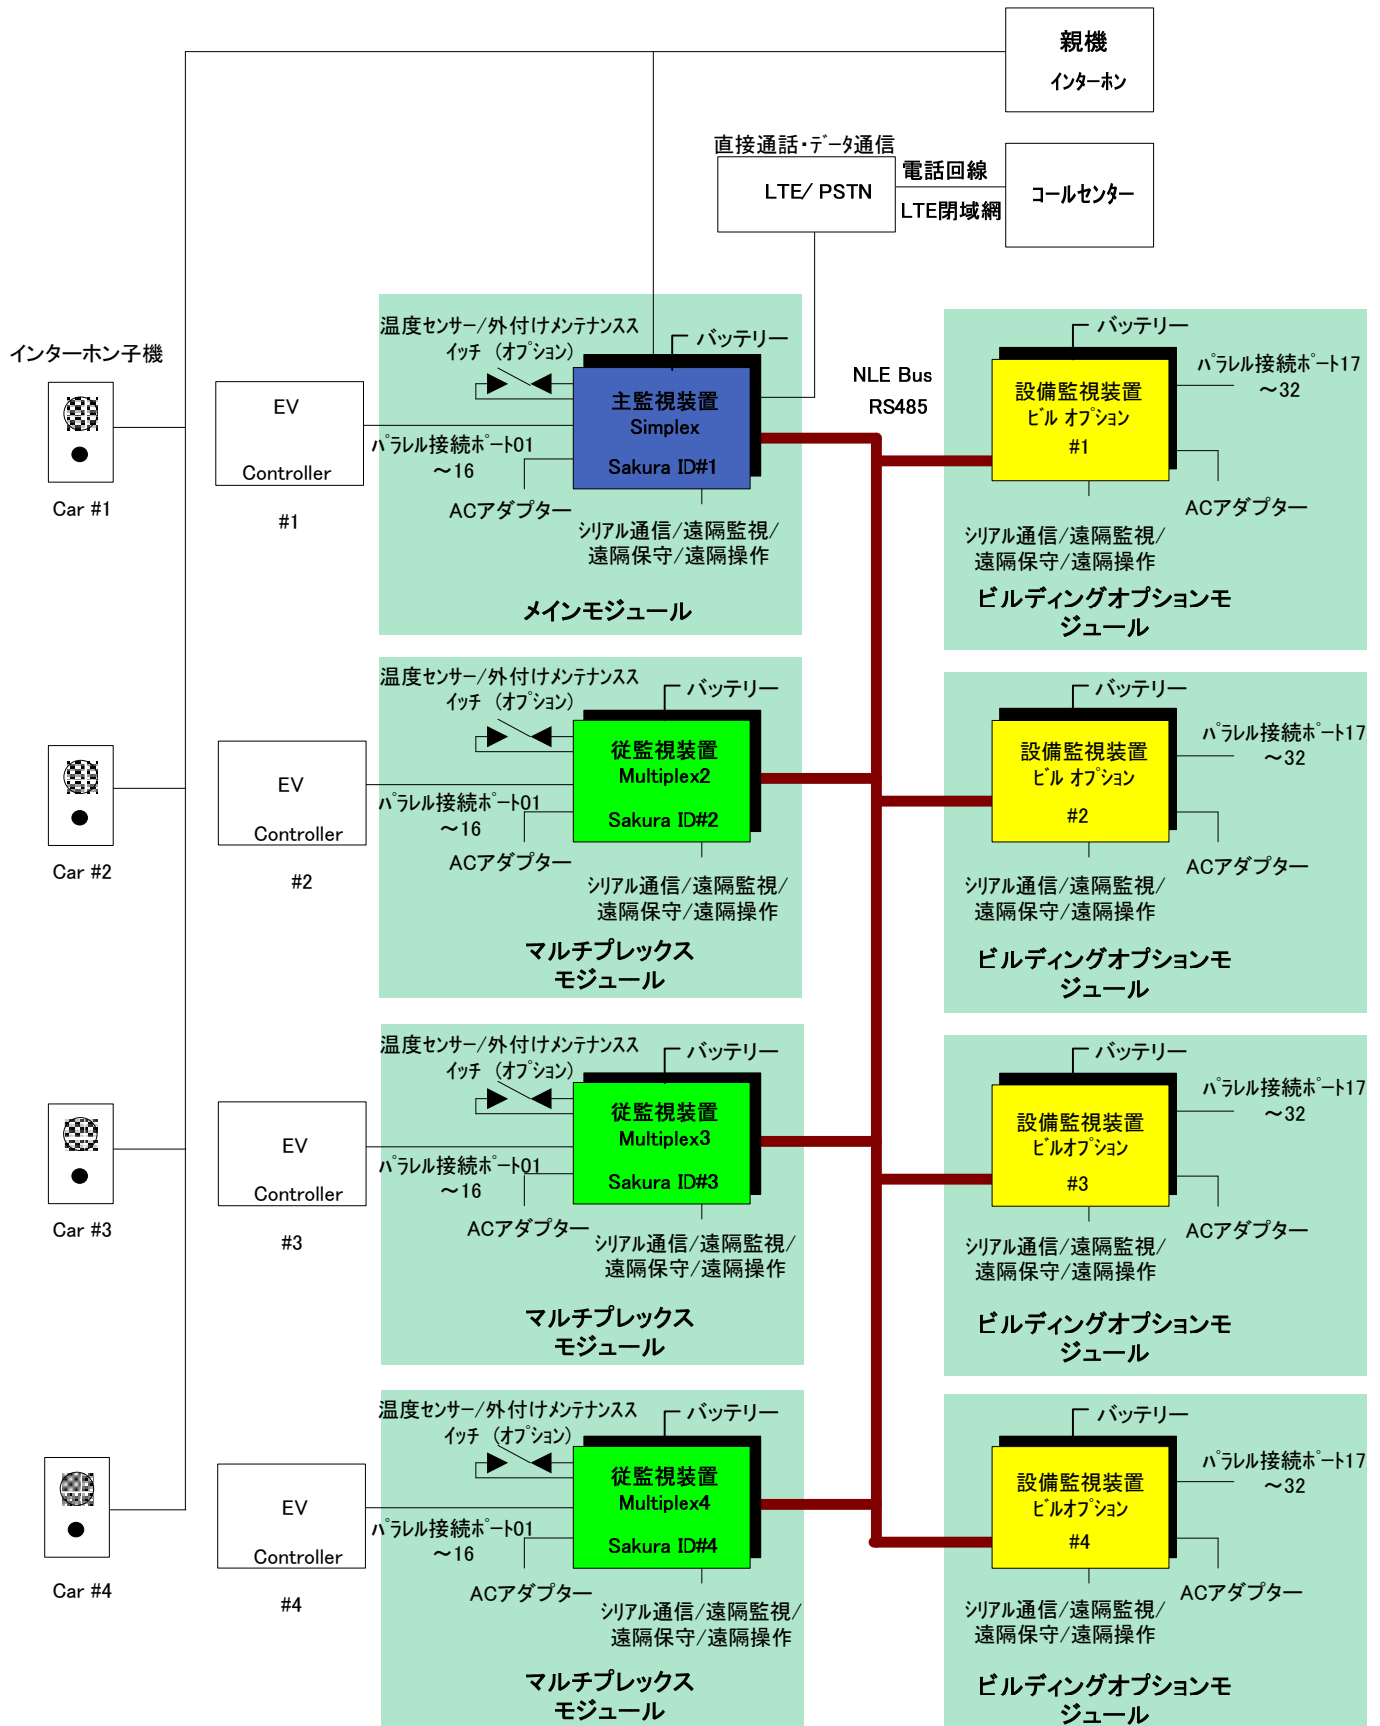 親機
インターホン
直接通話・データ通信
LTE/ PSTN
電話回線
LTE閉域網
コールセンター
インターホン子機
Car #1
EV
Controller
#1
温度センサー/外付けメンテナンスス
イッチ （オプション）
バッテリー
主監視装置
Simplex
Sakura ID#1
パラレル接続ポート01
～16
ACアダプター
シリアル通信/遠隔監視/
遠隔保守/遠隔操作
メインモジュール
NLE Bus
RS485
バッテリー
設備監視装置
ビル オプション
#1
パラレル接続ポート17
～32
ACアダプター
シリアル通信/遠隔監視/
遠隔保守/遠隔操作
ビルディングオプションモ
ジュール
Car #2
EV
Controller
#2
温度センサー/外付けメンテナンスス
イッチ （オプション）
バッテリー
従監視装置
Multiplex2
Sakura ID#2
パラレル接続ポート01
～16
ACアダプター
シリアル通信/遠隔監視/
遠隔保守/遠隔操作
マルチプレックス
モジュール
バッテリー
設備監視装置
ビル オプション
#2
パラレル接続ポート17
～32
ACアダプター
シリアル通信/遠隔監視/
遠隔保守/遠隔操作
ビルディングオプションモ
ジュール
Car #3
EV
Controller
#3
温度センサー/外付けメンテナンスス
イッチ （オプション）
バッテリー
従監視装置
Multiplex3
Sakura ID#3
パラレル接続ポート01
～16
ACアダプター
シリアル通信/遠隔監視/
遠隔保守/遠隔操作
マルチプレックス
モジュール
バッテリー
設備監視装置
ビルオプション
#3
パラレル接続ポート17
～32
ACアダプター
シリアル通信/遠隔監視/
遠隔保守/遠隔操作
ビルディングオプションモ
ジュール
Car #4
EV
Controller
#4
温度センサー/外付けメンテナンスス
イッチ （オプション）
バッテリー
従監視装置
Multiplex4
Sakura ID#4
パラレル接続ポート01
～16
ACアダプター
シリアル通信/遠隔監視/
遠隔保守/遠隔操作
マルチプレックス
モジュール
バッテリー
設備監視装置
ビルオプション
#4
パラレル接続ポート17
～32
ACアダプター
シリアル通信/遠隔監視/
遠隔保守/遠隔操作
ビルディングオプションモ
ジュール